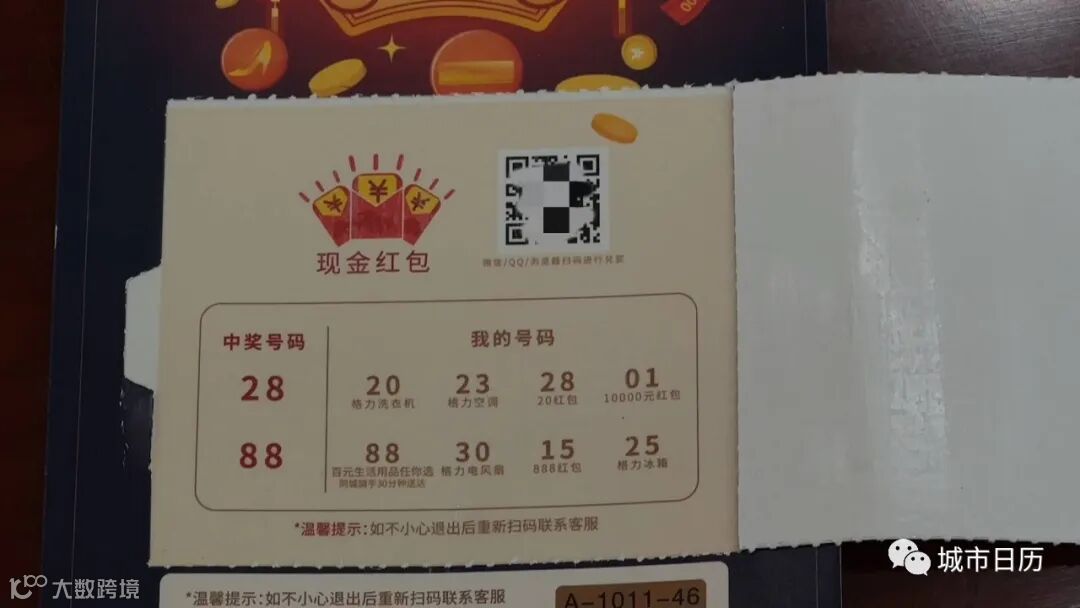 现金红包
微信/QQ/浏览器扫码进行兑奖
中奖号码 我的号码
28 20 23 28 01
格力洗衣机 格力空调 20红包 10000元红包
88 88 30 15 25
百元生活用品任你选 格力电风扇 888红包 格力冰箱
同城骑手30分钟送达
*温馨提示:如不小心退出后重新扫码联系客服
城市日历
大数跨境
*温馨提示:如不小心退出后重新扫码联系客服
A-1011-46